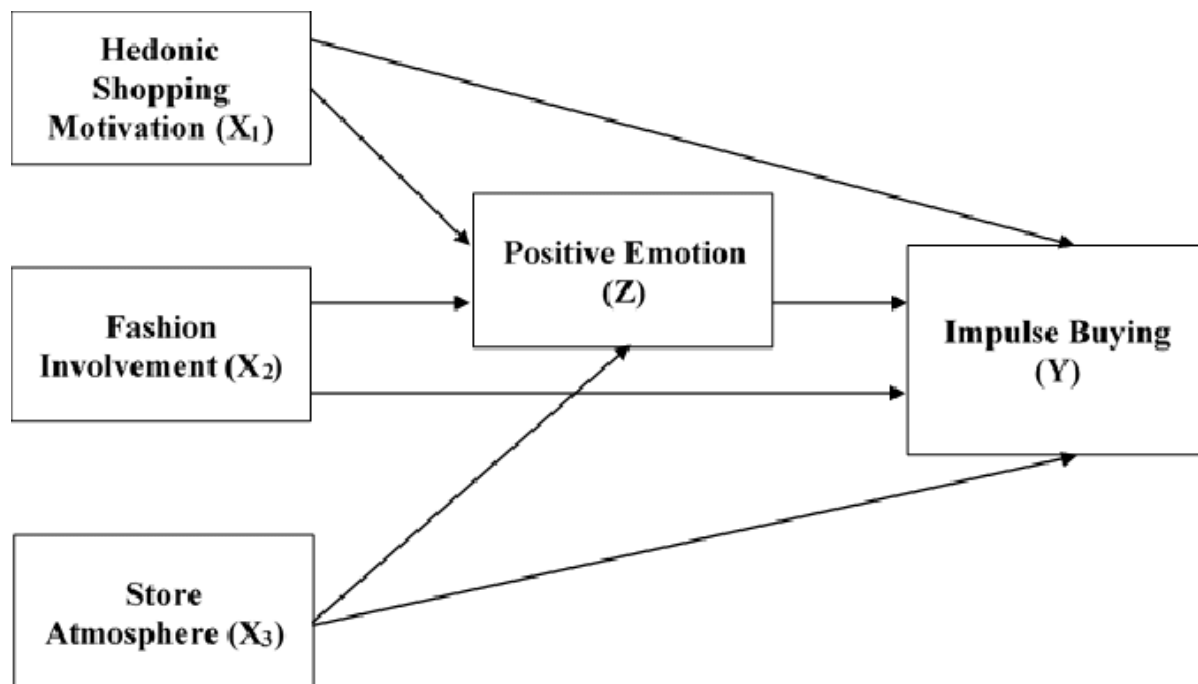 Hedonic
Shopping
Motivation (X₁)
Positive Emotion
(Z)
Fashion
Involvement (X₂)
Impulse Buying
(Y)
Store
Atmosphere (X₃)